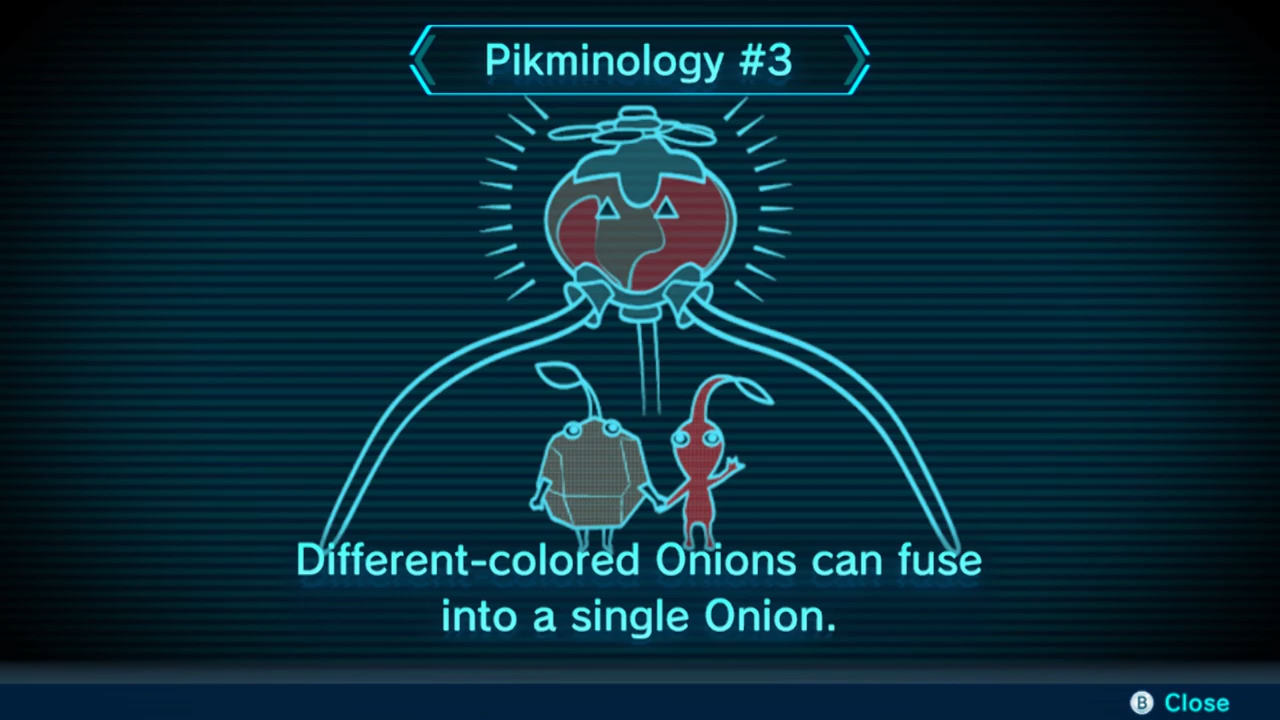 Pikminology #3
Different-colored Onions can fuse
into a single Onion.
B Close